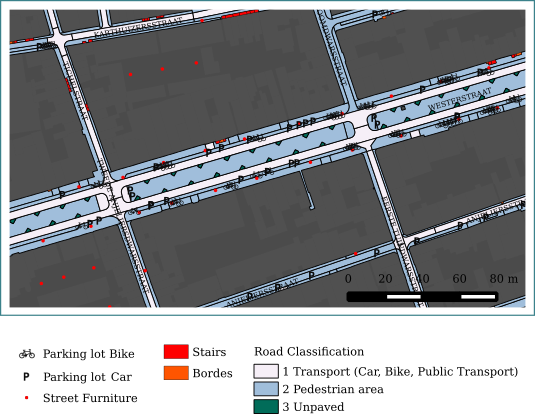 KARTHUIZERSSTRAAT
WESTERSTRAAT
0 20 40 60 80 m
Parking lot Bike
Parking lot Car
Street Furniture
Stairs
Bordes
Road Classification
1 Transport (Car, Bike, Public Transport)
2 Pedestrian area
3 Unpaved